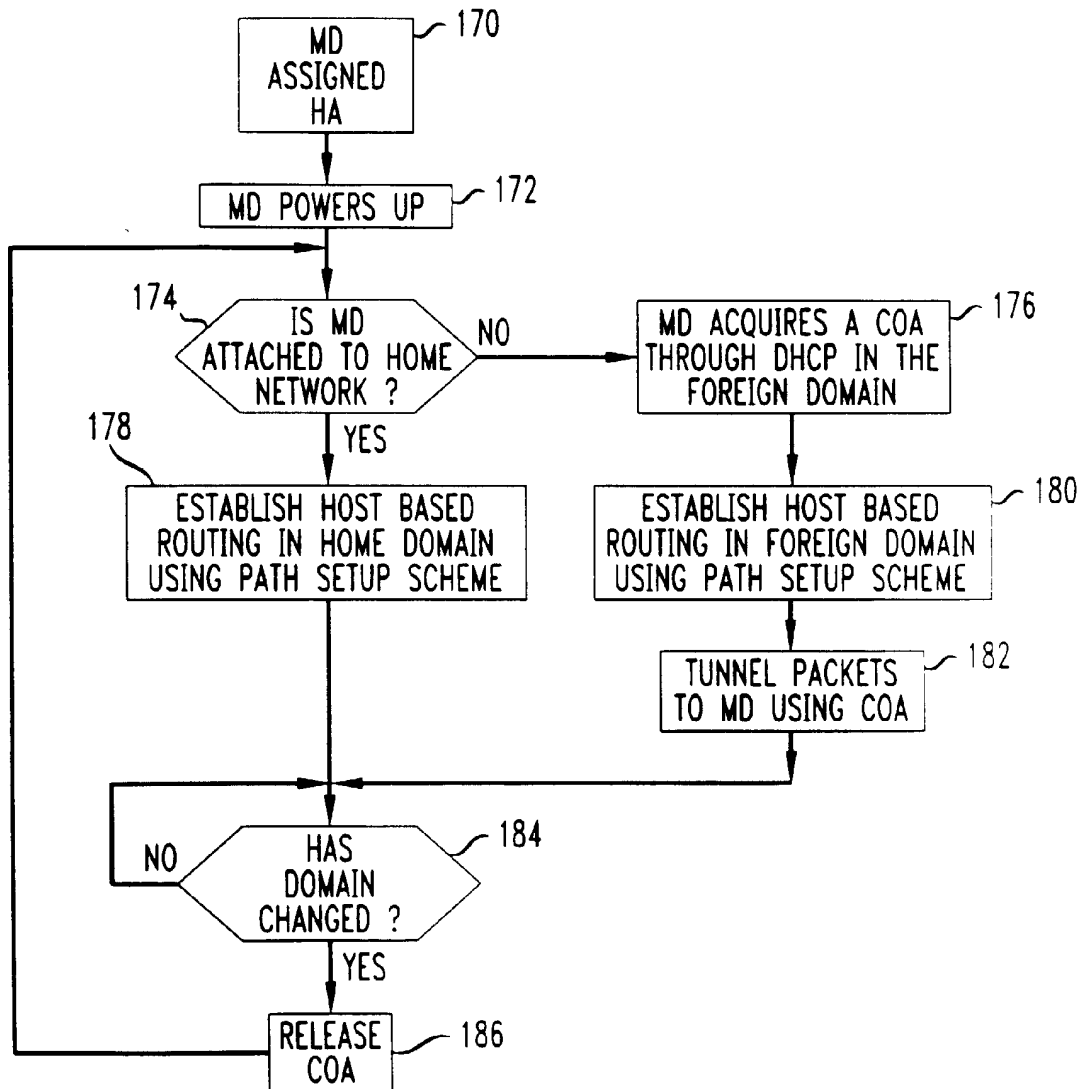 170
MD
ASSIGNED
HA
172
MD POWERS UP
174
IS MD
ATTACHED TO HOME
NETWORK ?
NO
YES
176
MD ACQUIRES A COA
THROUGH DHCP IN THE
FOREIGN DOMAIN
178
ESTABLISH HOST BASED
ROUTING IN HOME DOMAIN
USING PATH SETUP SCHEME
180
ESTABLISH HOST BASED
ROUTING IN FOREIGN DOMAIN
USING PATH SETUP SCHEME
182
TUNNEL PACKETS
TO MD USING COA
184
HAS
DOMAIN
CHANGED ?
NO
YES
186
RELEASE
COA